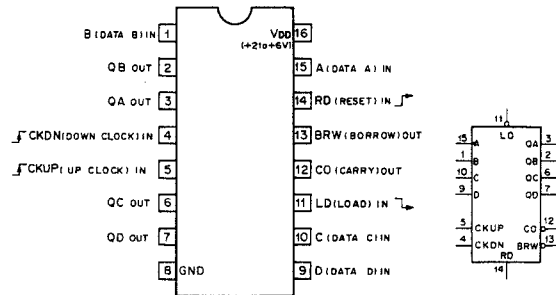 B (DATA B) IN 1
QB OUT 2
QA OUT 3
CKDN(DOWN CLOCK) IN 4
CKUP( UP CLOCK) IN 5
QC OUT 6
QD OUT 7
8 GND
VDD 16
(+2 TO +6V)
15 A (DATA A) IN
14 RD (RESET) IN
13 BRW (BORROW) OUT
12 CO (CARRY) OUT
11 LD (LOAD) IN
10 C (DATA C) IN
9 D (DATA D) IN
11
LD
15 A QA 3
1 B QB 2
10 C QC 6
9 D QD 7
5 CKUP CO 12
4 CKDN BRW 13
RD
14